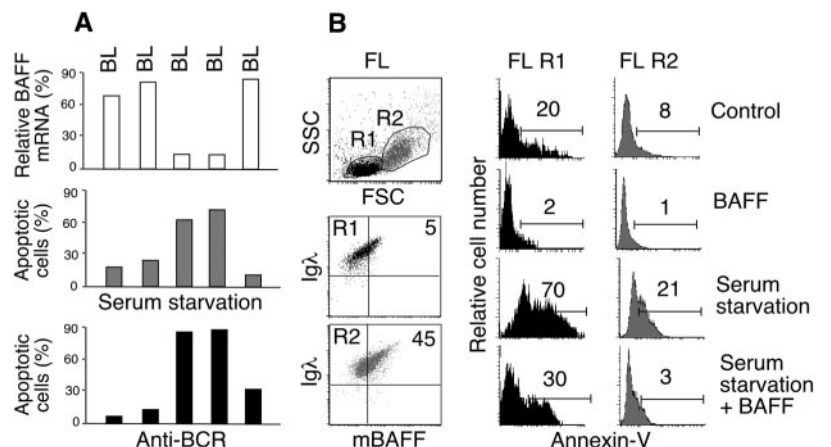 A
B
BL BL BL BL BL
Relative BAFF
mRNA (%)
90
60
30
0
Apoptotic
cells (%)
90
60
30
0
Serum starvation
Apoptotic
cells (%)
90
60
30
0
Anti-BCR
FL
SSC
R1
R2
FSC
Igλ
R1
5
Igλ
R2
45
mBAFF
FL R1
FL R2
Relative cell number
20
8
Control
2
1
BAFF
70
21
Serum
starvation
30
3
Serum
starvation
+ BAFF
Annexin-V